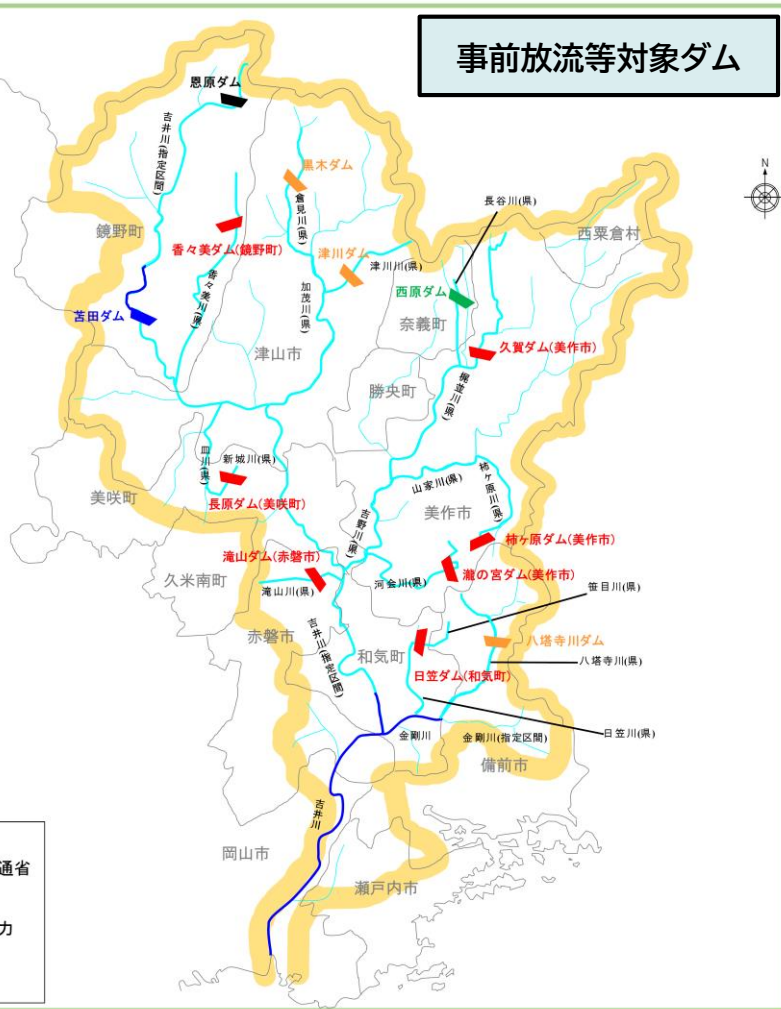 事前放流等対象ダム
恩原ダム
N
吉井川(指定区間)
黒木ダム
倉見川(県)
長谷川(県)
鏡野町
香々美ダム(鏡野町)
津川ダム
津川川(県)
西粟倉村
香々美川(県)
加茂川(県)
西原ダム
苫田ダム
奈義町
久賀ダム(美作市)
津山市
勝央町
梶並川(県)
皿川(県)
新城川(県)
山家川(県)
柿ヶ原川(県)
美咲町
長原ダム(美咲町)
美作市
吉野川(県)
柿ヶ原ダム(美作市)
滝山ダム(赤磐市)
瀧の宮ダム(美作市)
久米南町
滝山川(県)
河会川(県)
笹目川(県)
赤磐市
吉井川(指定区間)
和気町
八塔寺川ダム
日笠ダム(和気町)
八塔寺川(県)
金剛川
金剛川(指定区間)
日笠川(県)
備前市
吉井川
岡山市
通省
瀬戸内市
力